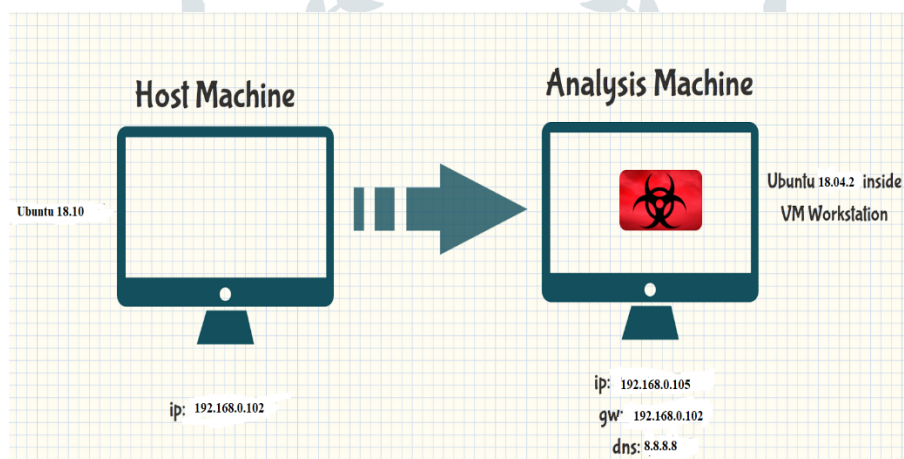 Host Machine
Analysis Machine
Ubuntu 18.10
Ubuntu 18.04.2 inside
VM Workstation
ip: 192.168.0.102
ip: 192.168.0.105
gw: 192.168.0.102
dns: 8.8.8.8